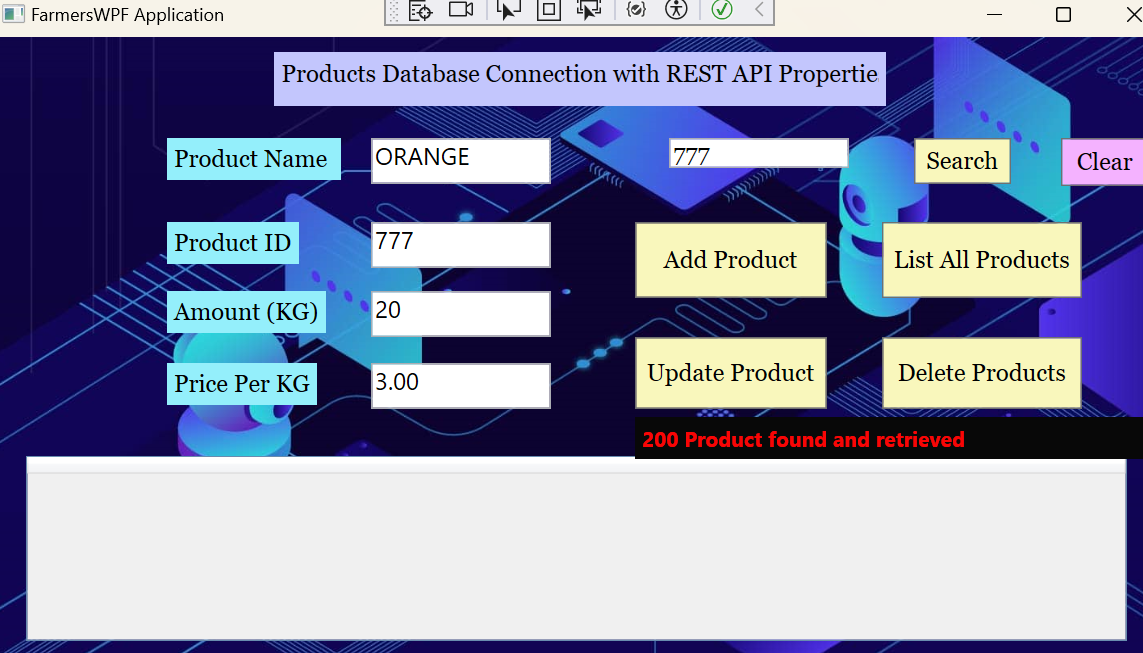 FarmersWPF Application
Products Database Connection with REST API Propertie
Product Name
ORANGE
777
Search
Clear
Product ID
777
Add Product
List All Products
Amount (KG)
20
Price Per KG
3.00
Update Product
Delete Products
200 Product found and retrieved